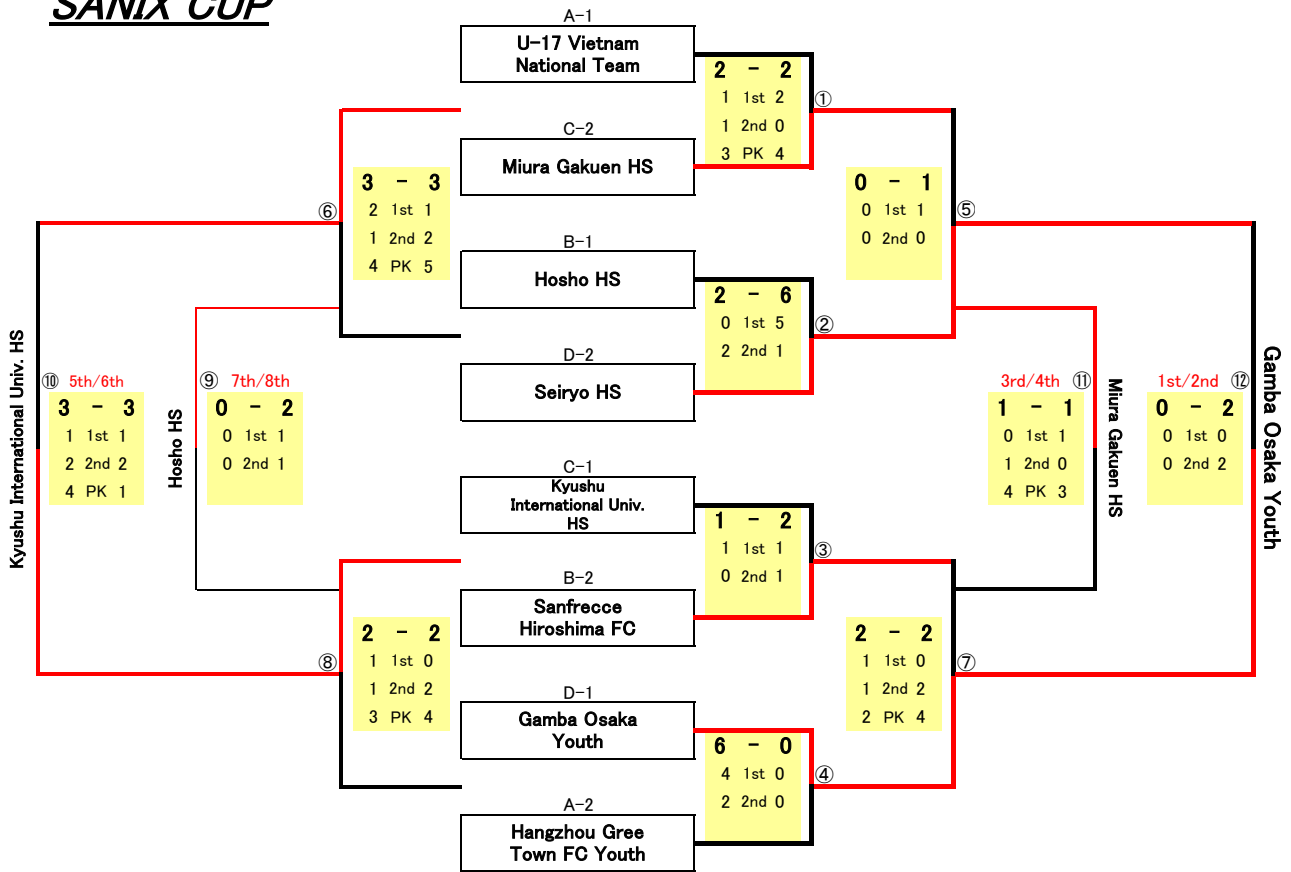 SANIX CUP
A-1
U-17 Vietnam
National Team
2 - 2
1 1st 2
1 2nd 0
3 PK 4
①
C-2
Miura Gakuen HS
3 - 3
2 1st 1
1 2nd 2
4 PK 5
⑥
0 - 1
0 1st 1
0 2nd 0
⑤
B-1
Hosho HS
2 - 6
0 1st 5
2 2nd 1
②
D-2
Seiryo HS
Kyushu International Univ. HS
⑩ 5th/6th
3 - 3
1 1st 1
2 2nd 2
4 PK 1
Hosho HS
⑨ 7th/8th
0 - 2
0 1st 1
0 2nd 1
3rd/4th ⑪
1 - 1
0 1st 1
1 2nd 0
4 PK 3
Miura Gakuen HS
1st/2nd ⑫
0 - 2
0 1st 0
0 2nd 2
Gamba Osaka Youth
C-1
Kyushu
International Univ.
HS
1 - 2
1 1st 1
0 2nd 1
③
B-2
Sanfrecce
Hiroshima FC
2 - 2
1 1st 0
1 2nd 2
3 PK 4
⑧
2 - 2
1 1st 0
1 2nd 2
2 PK 4
⑦
D-1
Gamba Osaka
Youth
6 - 0
4 1st 0
2 2nd 0
④
A-2
Hangzhou Gree
Town FC Youth